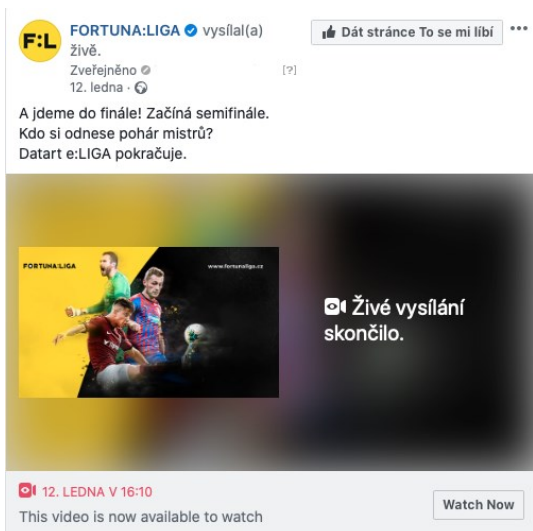 F:L
FORTUNA:LIGA vysílal(a)
živě.
Zveřejněno
[?]
12. ledna ·
Dát stránce To se mi líbí
A jdeme do finále! Začíná semifinále.
Kdo si odnese pohár mistrů?
Datart e:LIGA pokračuje.
FORTUNA:LIGA
www.fortunaliga.cz
Živé vysílání
skončilo.
12. LEDNA V 16:10
This video is now available to watch
Watch Now